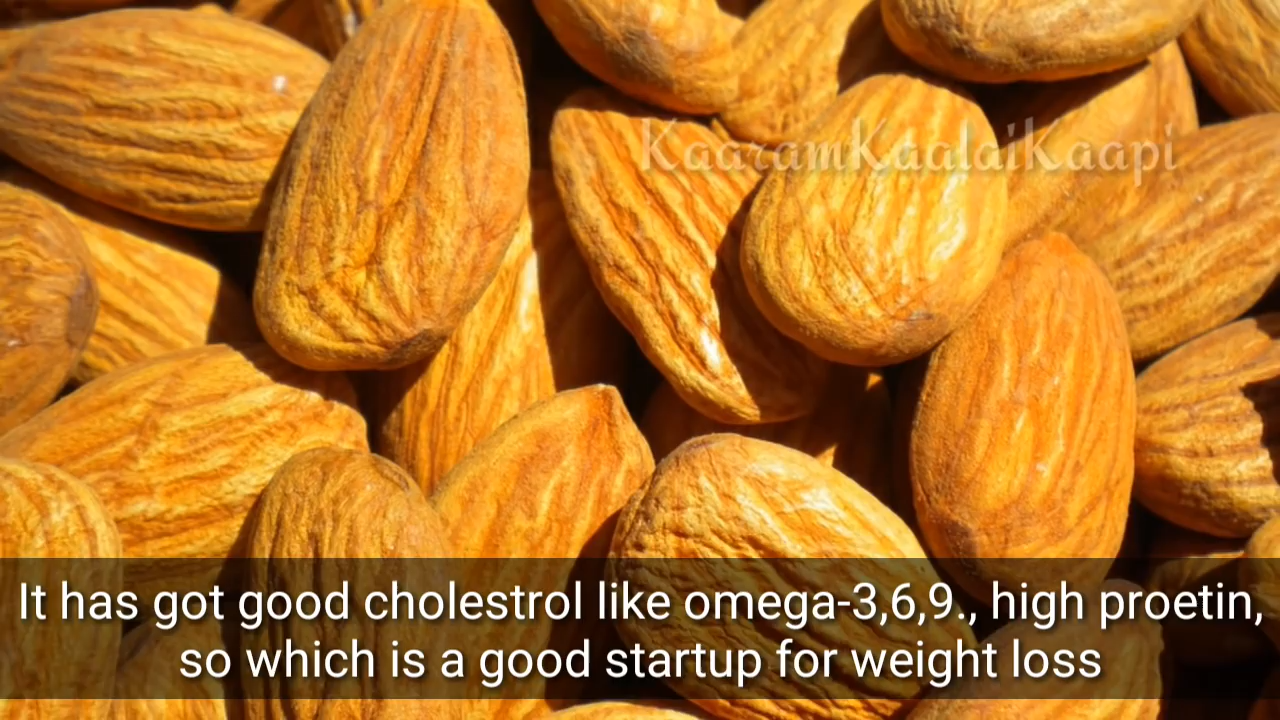 KaaramKaalaiKaapi
It has got good cholestrol like omega-3,6,9., high proetin,
so which is a good startup for weight loss